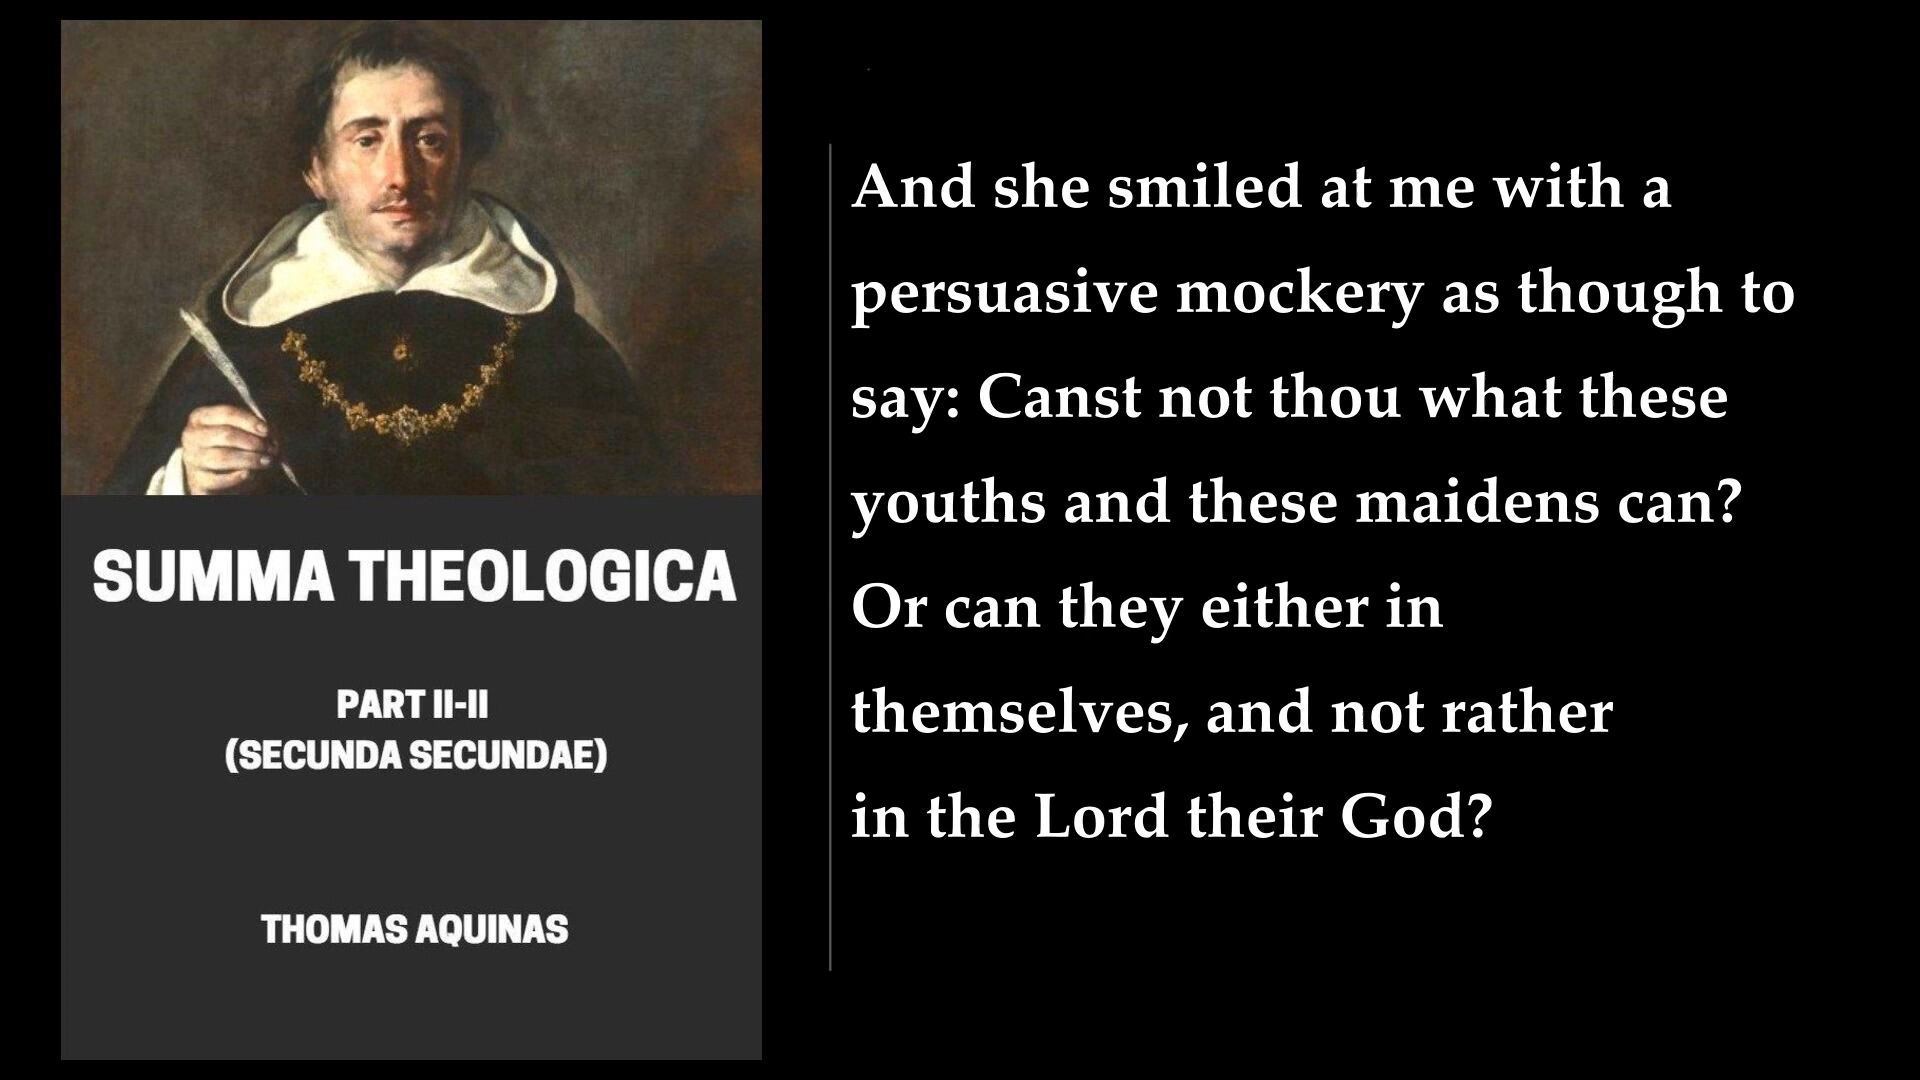 SUMMA THEOLOGICA
PART II-II
(SECUNDA SECUNDAE)
THOMAS AQUINAS
And she smiled at me with a
persuasive mockery as though to
say: Canst not thou what these
youths and these maidens can?
Or can they either in
themselves, and not rather
in the Lord their God?